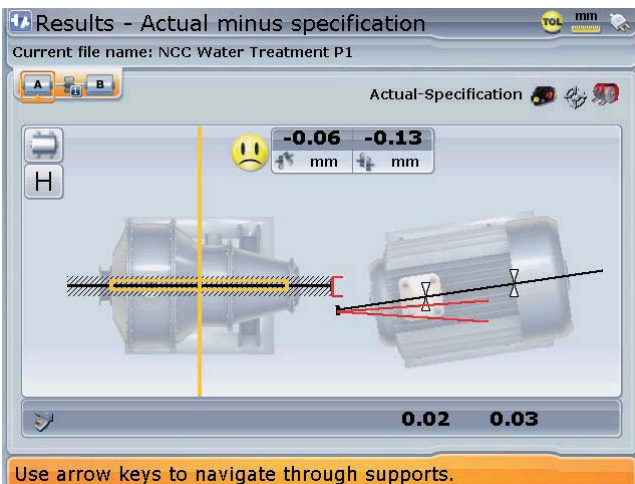 Results - Actual minus specification
TOL mm
Current file name: NCC Water Treatment P1
A B
Actual-Specification
-0.06 -0.13
mm mm
H
0.02 0.03
Use arrow keys to navigate through supports.